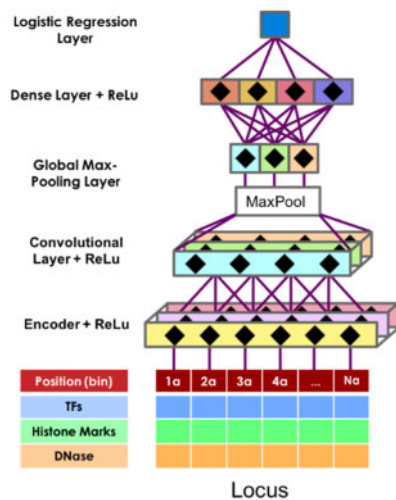 Logistic Regression
Layer
Dense Layer + ReLu
Global Max-
Pooling Layer
MaxPool
Convolutional
Layer + ReLu
Encoder + ReLu
Position (bin) 1a 2a 3a 4a ... Na
TFs
Histone Marks
DNase
Locus